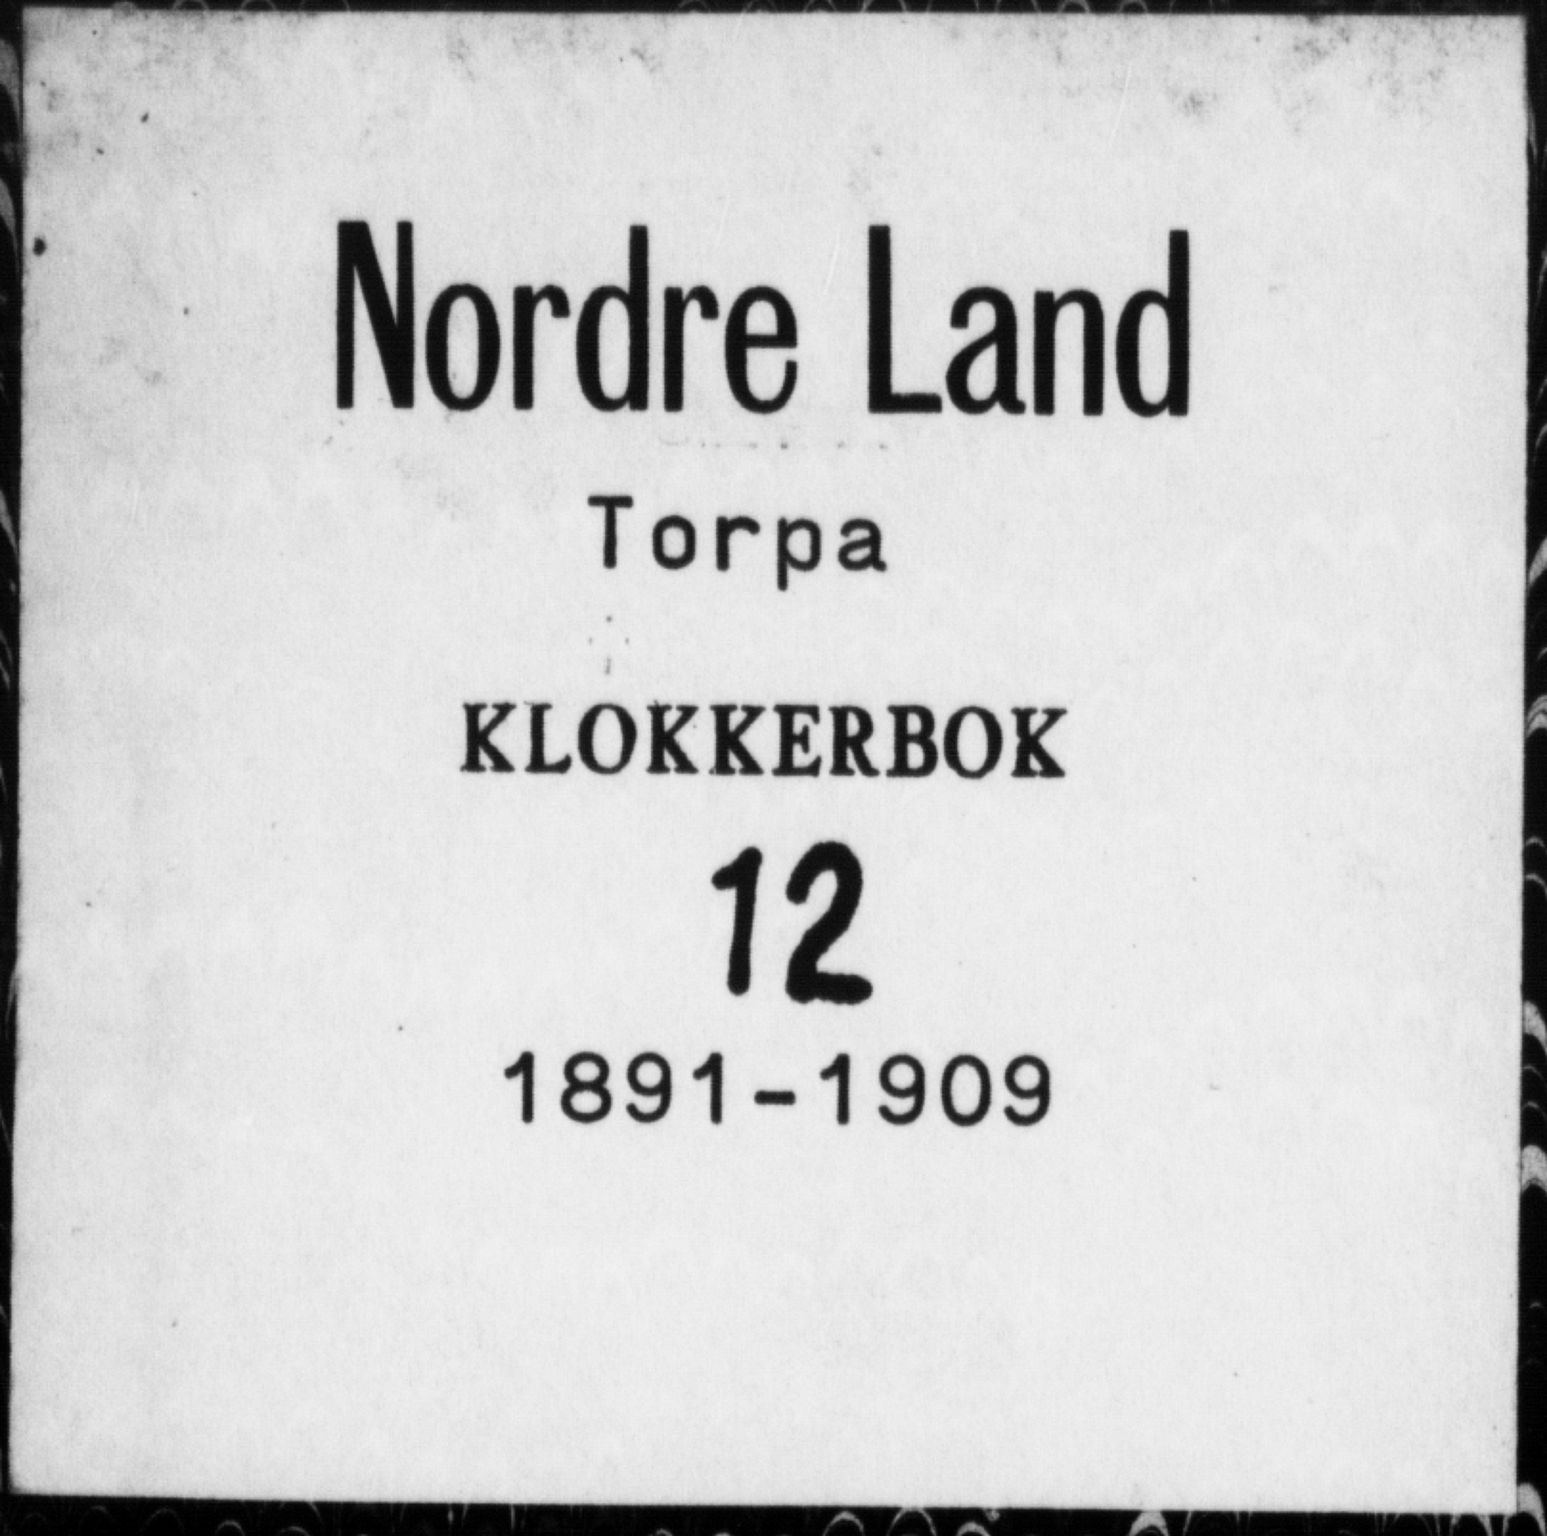 Nordre Land
Torpa
KLOKKERBOK
12
1891-1909